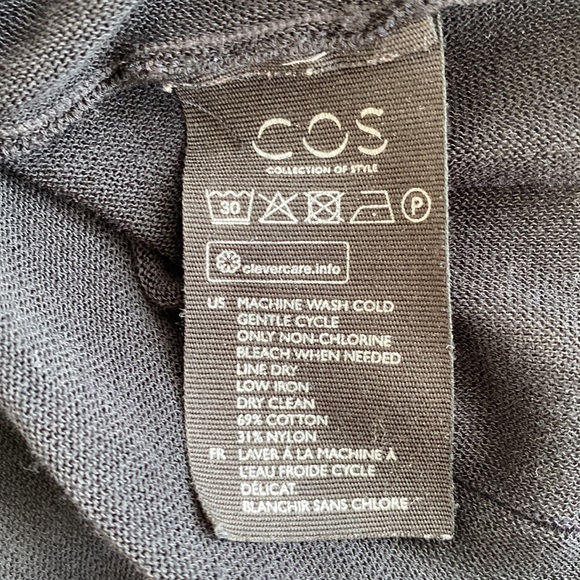 COS
COLLECTION OF STYLE
30 P
clevercare.info
US MACHINE WASH COLD
GENTLE CYCLE
ONLY NON-CHLORINE
BLEACH WHEN NEEDED
LINE DRY
LOW IRON
DRY CLEAN
69% COTTON
31% NYLON
FR LAVER À LA MACHINE À
L'EAU FROIDE CYCLE
DÉLICAT.
BLANCHIR SANS CHLORE